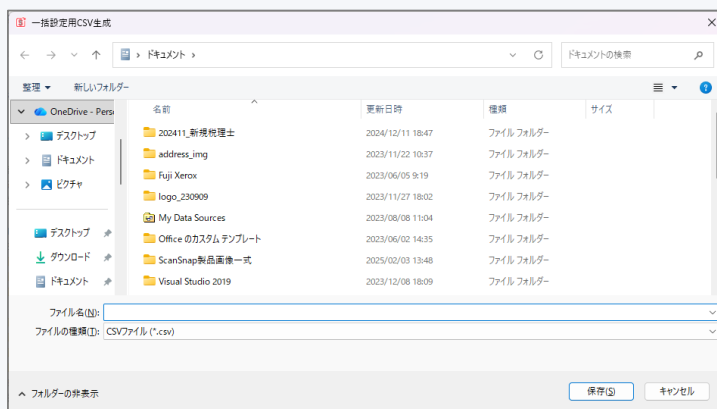 一括設定用CSV生成
ドキュメント
ドキュメントの検索
整理 新しいフォルダー
名前 更新日時 種類 サイズ
OneDrive - Pers
デスクトップ
ドキュメント
ピクチャ
デスクトップ
ダウンロード
ドキュメント
202411_新規税理士 2024/12/11 18:47 ファイル フォルダー
address_img 2023/11/22 10:37 ファイル フォルダー
Fuji Xerox 2023/06/05 9:19 ファイル フォルダー
logo_230909 2023/11/27 18:02 ファイル フォルダー
My Data Sources 2023/08/08 11:04 ファイル フォルダー
Office のカスタム テンプレート 2023/06/02 14:35 ファイル フォルダー
ScanSnap製品画像一式 2025/02/03 13:48 ファイル フォルダー
Visual Studio 2019 2023/12/08 18:09 ファイル フォルダー
ファイル名(N):
ファイルの種類(T): CSVファイル (*.csv)
フォルダーの非表示 保存(S) キャンセル